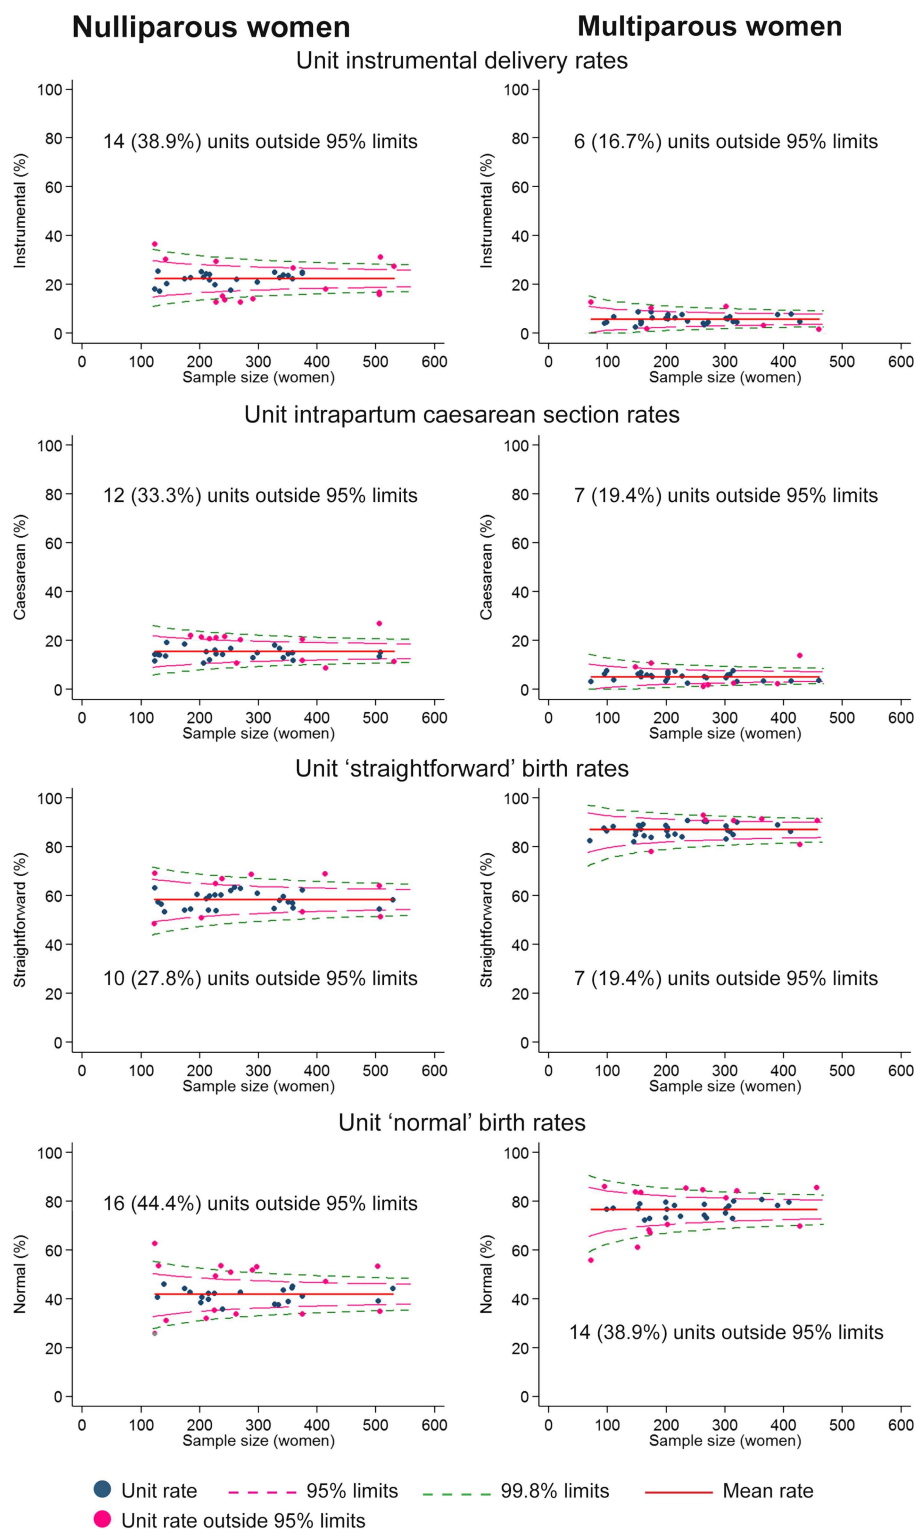 Nulliparous women
Multiparous women
Unit instrumental delivery rates
Instrumental (%)
100
80
60
40
20
0
14 (38.9%) units outside 95% limits
0 100 200 300 400 500 600
Sample size (women)
Instrumental (%)
100
80
60
40
20
0
6 (16.7%) units outside 95% limits
0 100 200 300 400 500 600
Sample size (women)
Unit intrapartum caesarean section rates
Caesarean (%)
100
80
60
40
20
0
12 (33.3%) units outside 95% limits
0 100 200 300 400 500 600
Sample size (women)
Caesarean (%)
100
80
60
40
20
0
7 (19.4%) units outside 95% limits
0 100 200 300 400 500 600
Sample size (women)
Unit ‘straightforward’ birth rates
Straightforward (%)
100
80
60
40
20
0
10 (27.8%) units outside 95% limits
0 100 200 300 400 500 600
Sample size (women)
Straightforward (%)
100
80
60
40
20
0
7 (19.4%) units outside 95% limits
0 100 200 300 400 500 600
Sample size (women)
Unit ‘normal’ birth rates
Normal (%)
100
80
60
40
20
0
16 (44.4%) units outside 95% limits
0 100 200 300 400 500 600
Sample size (women)
Normal (%)
100
80
60
40
20
0
14 (38.9%) units outside 95% limits
0 100 200 300 400 500 600
Sample size (women)
Unit rate
95% limits
99.8% limits
Mean rate
Unit rate outside 95% limits